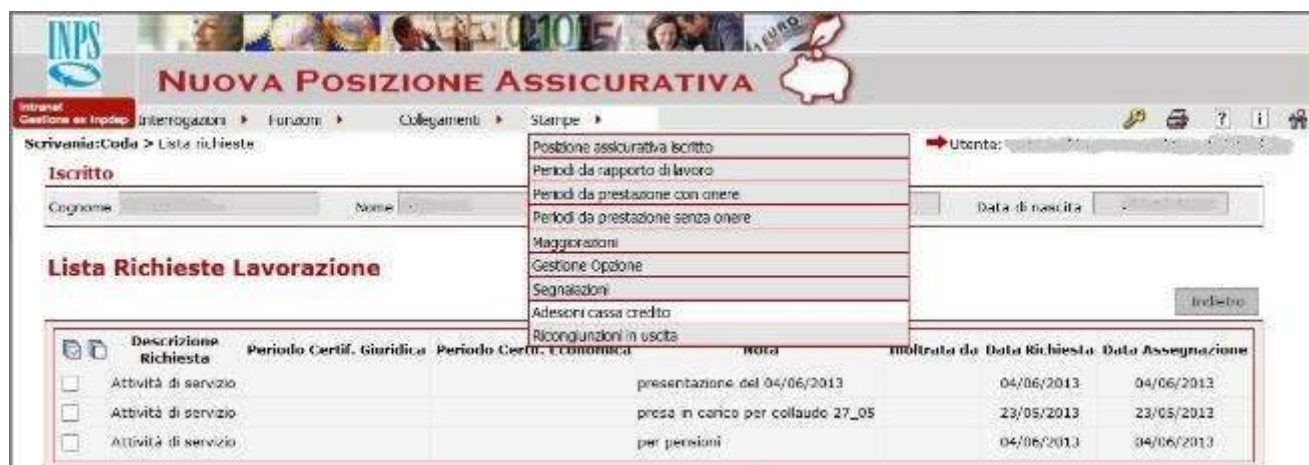 INPS
01015
EURO
NUOVA POSIZIONE ASSICURATIVA
Intranet
Gestione ex Inpdap
Interrogazioni Funzioni Collegamenti Stampe
? i
Scrivania:Coda > Lista richieste
Utente:
Posizione assicurativa iscritto
Periodi da rapporto di lavoro
Periodi da prestazione con onere
Periodi da prestazione senza onere
Maggiorazioni
Gestione Opzione
Segnalazioni
Adesioni cassa credito
Ricongiunzioni in uscita
Iscritto
Cognome Nome Data di nascita
Lista Richieste Lavorazione
Indietro
Descrizione Richiesta Periodo Certif. Giuridica Periodo Certif. Economica Nota Inoltrata da Data Richiesta Data Assegnazione
Attività di servizio presentazione del 04/06/2013 04/06/2013 04/06/2013
Attività di servizio presa in carico per collaudo 27_05 23/05/2013 23/05/2013
Attività di servizio per pensioni 04/06/2013 04/06/2013